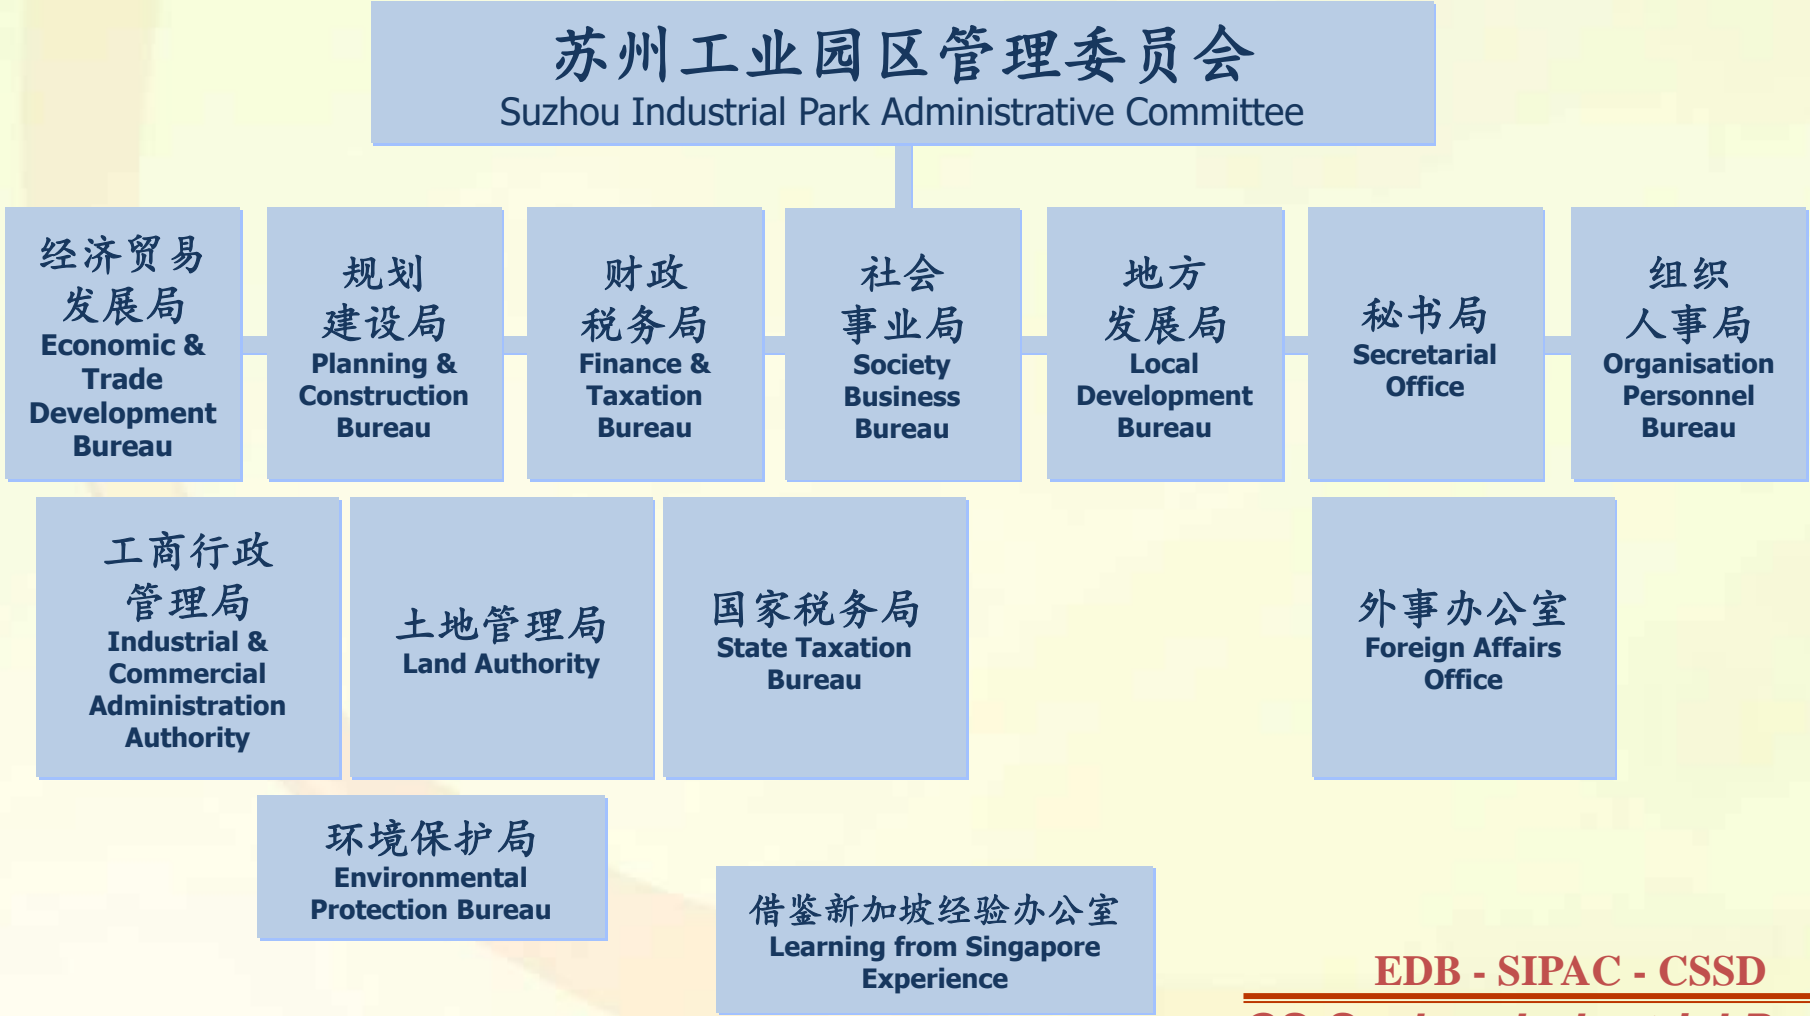 苏州工业园区管理委员会
Suzhou Industrial Park Administrative Committee
经济贸易
发展局
Economic &
Trade
Development
Bureau
规划
建设局
Planning &
Construction
Bureau
财政
税务局
Finance &
Taxation
Bureau
社会
事业局
Society
Business
Bureau
地方
发展局
Local
Development
Bureau
秘书局
Secretarial
Office
组织
人事局
Organisation
Personnel
Bureau
工商行政
管理局
Industrial &
Commercial
Administration
Authority
土地管理局
Land Authority
国家税务局
State Taxation
Bureau
外事办公室
Foreign Affairs
Office
环境保护局
Environmental
Protection Bureau
借鉴新加坡经验办公室
Learning from Singapore
Experience
EDB - SIPAC - CSSD